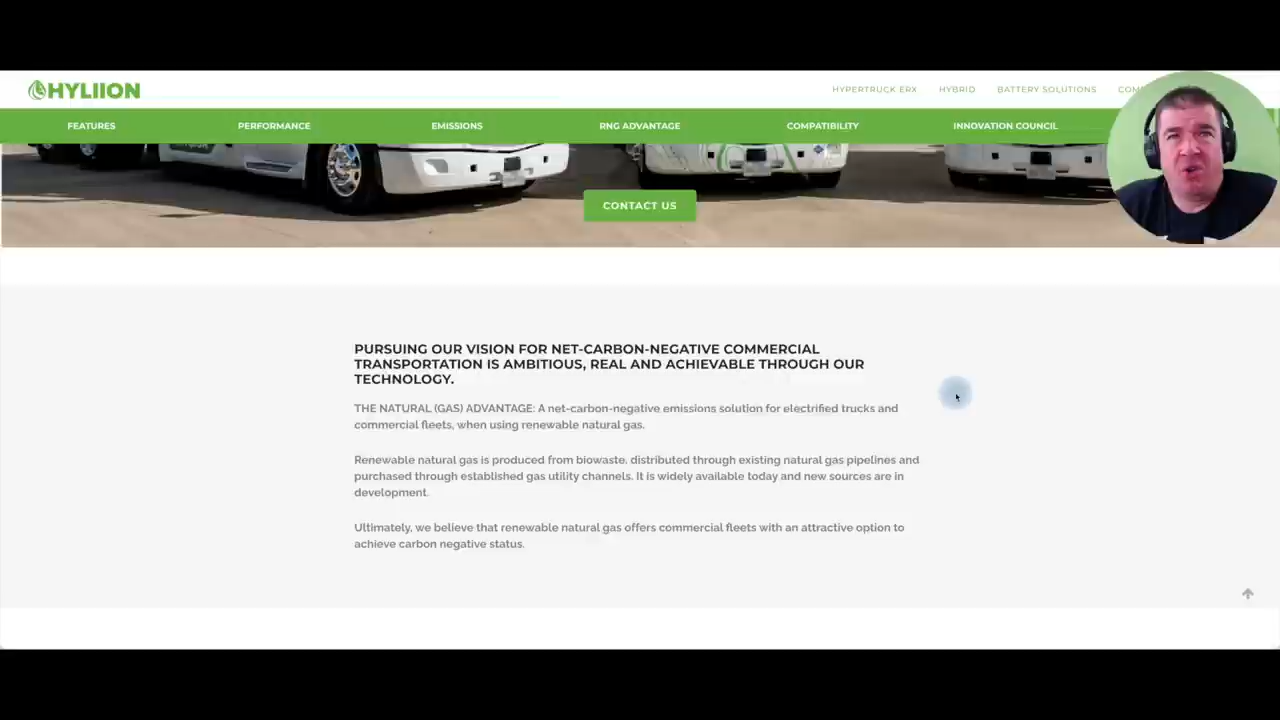 HYLIION
HYPERTRUCK ERX HYBRID BATTERY SOLUTIONS
FEATURES PERFORMANCE EMISSIONS RNG ADVANTAGE COMPATIBILITY INNOVATION COUNCIL
CONTACT US
PURSUING OUR VISION FOR NET-CARBON-NEGATIVE COMMERCIAL
TRANSPORTATION IS AMBITIOUS, REAL AND ACHIEVABLE THROUGH OUR
TECHNOLOGY.
THE NATURAL (GAS) ADVANTAGE: A net-carbon-negative emissions solution for electrified trucks and
commercial fleets, when using renewable natural gas.
Renewable natural gas is produced from biowaste, distributed through existing natural gas pipelines and
purchased through established gas utility channels. It is widely available today and new sources are in
development.
Ultimately, we believe that renewable natural gas offers commercial fleets with an attractive option to
achieve carbon negative status.